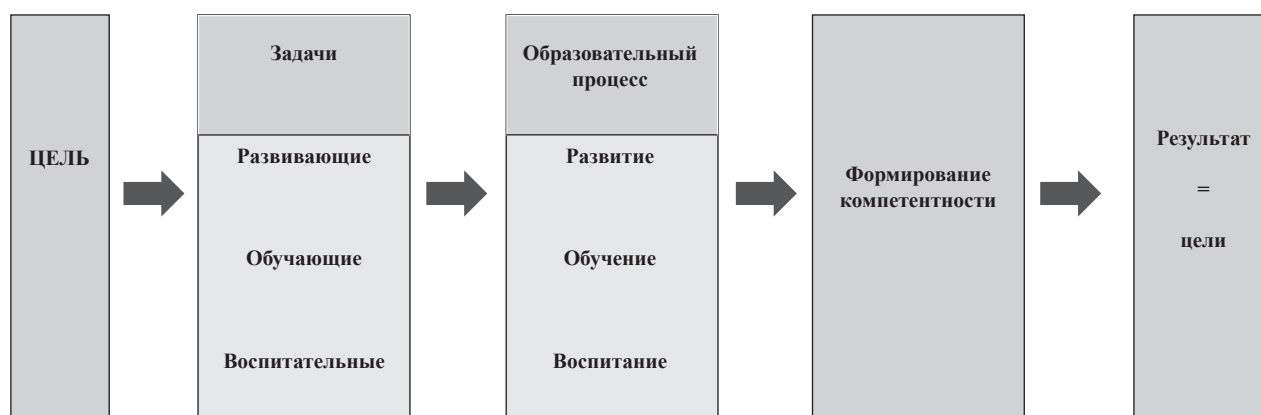 ЦЕЛЬ
Задачи
Развивающие
Обучающие
Воспитательные
Образовательный
процесс
Развитие
Обучение
Воспитание
Формирование
компетентности
Результат
=
цели